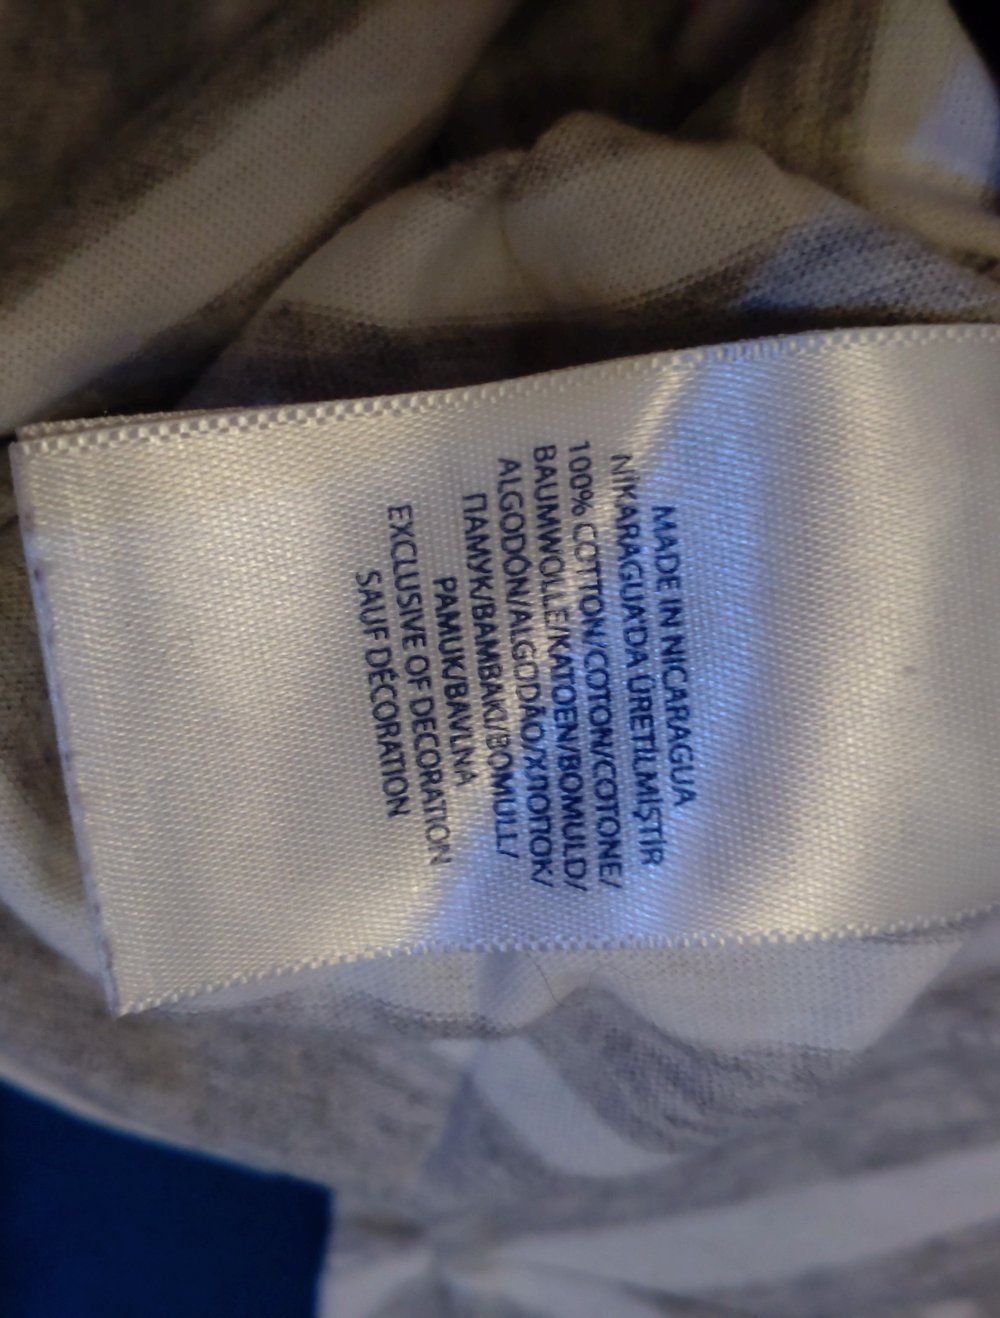 MADE IN NICARAGUA
NİKARAGUA'DA ÜRETİLMİŞTİR
100% COTTON/COTON/COTONE/
BAUMWOLLE/KATOEN/BOMULD/
ALGODÓN/ALGODÃO/ХЛОПОК/
ПАМУК/ΒΑΜΒΑΚΙ/BOMULL/
PAMUK/BAVLNA
EXCLUSIVE OF DECORATION
SAUF DÉCORATION